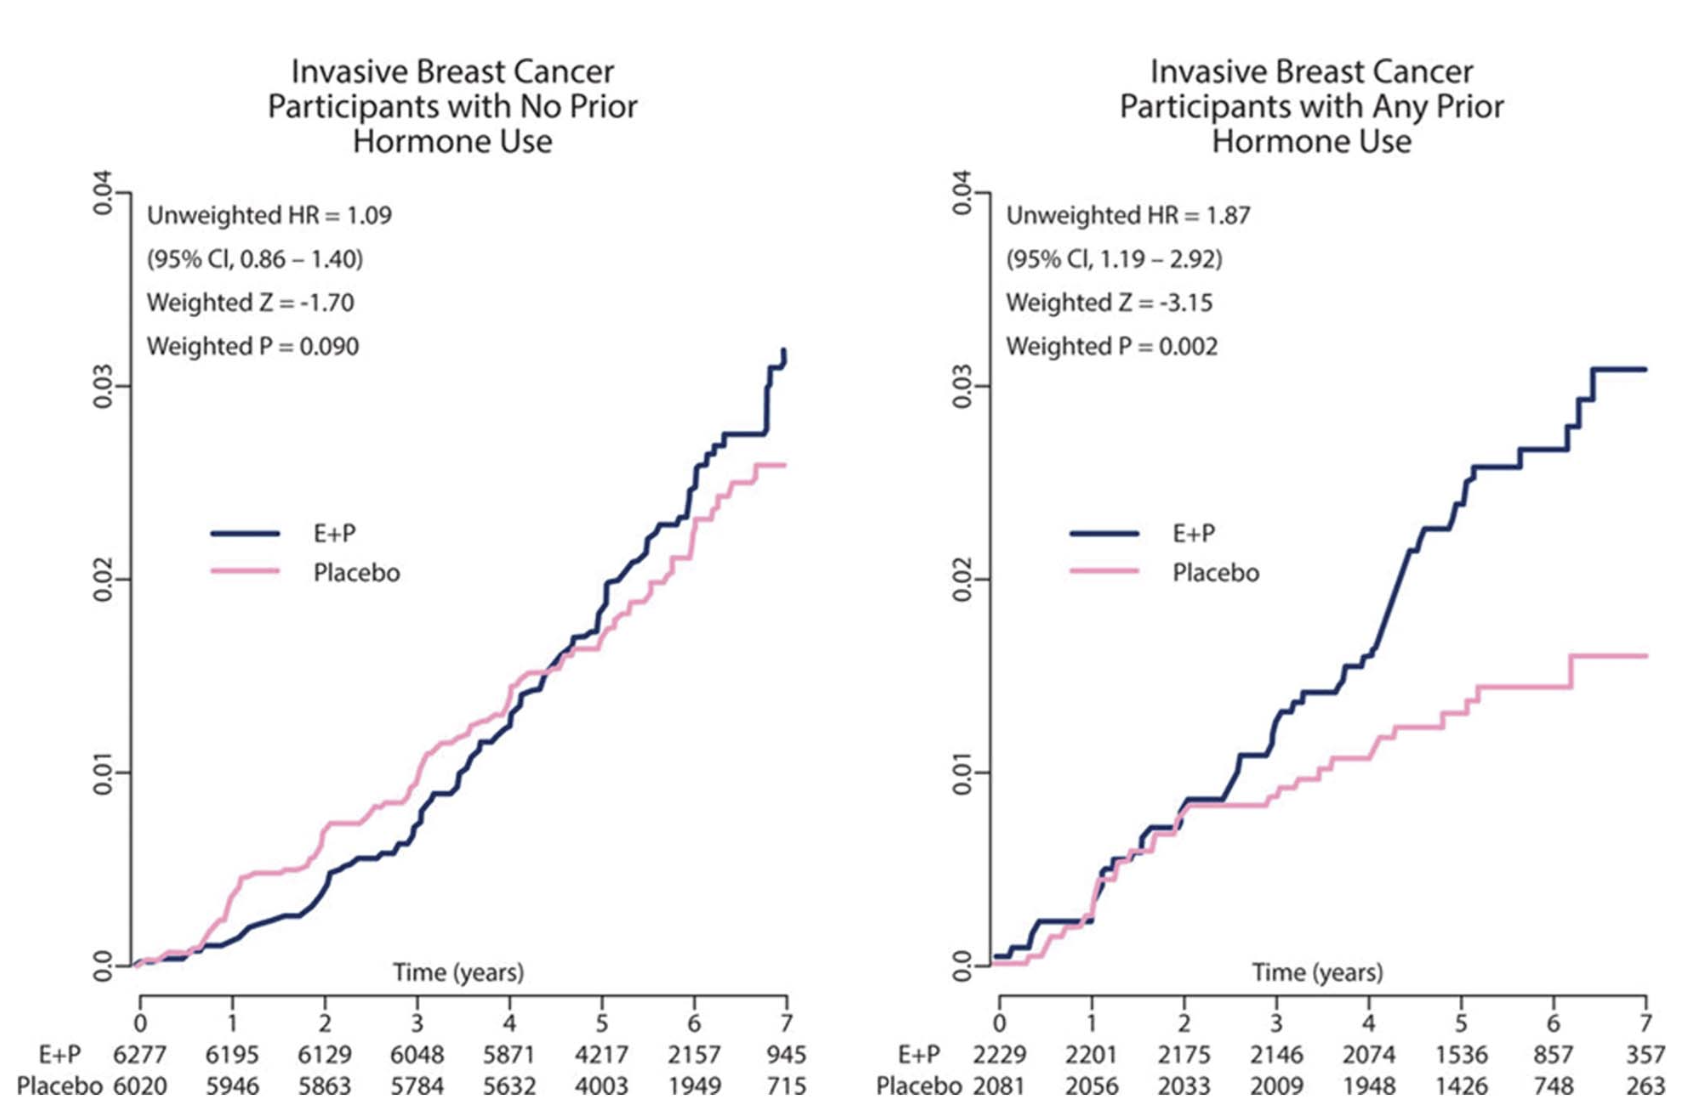 Invasive Breast Cancer
Participants with No Prior
Hormone Use
0.04
0.03
0.02
0.01
0.0
Unweighted HR = 1.09
(95% CI, 0.86 – 1.40)
Weighted Z = -1.70
Weighted P = 0.090
E+P
Placebo
Time (years)
0 1 2 3 4 5 6 7
E+P 6277 6195 6129 6048 5871 4217 2157 945
Placebo 6020 5946 5863 5784 5632 4003 1949 715
Invasive Breast Cancer
Participants with Any Prior
Hormone Use
0.04
0.03
0.02
0.01
0.0
Unweighted HR = 1.87
(95% CI, 1.19 – 2.92)
Weighted Z = -3.15
Weighted P = 0.002
E+P
Placebo
Time (years)
0 1 2 3 4 5 6 7
E+P 2229 2201 2175 2146 2074 1536 857 357
Placebo 2081 2056 2033 2009 1948 1426 748 263